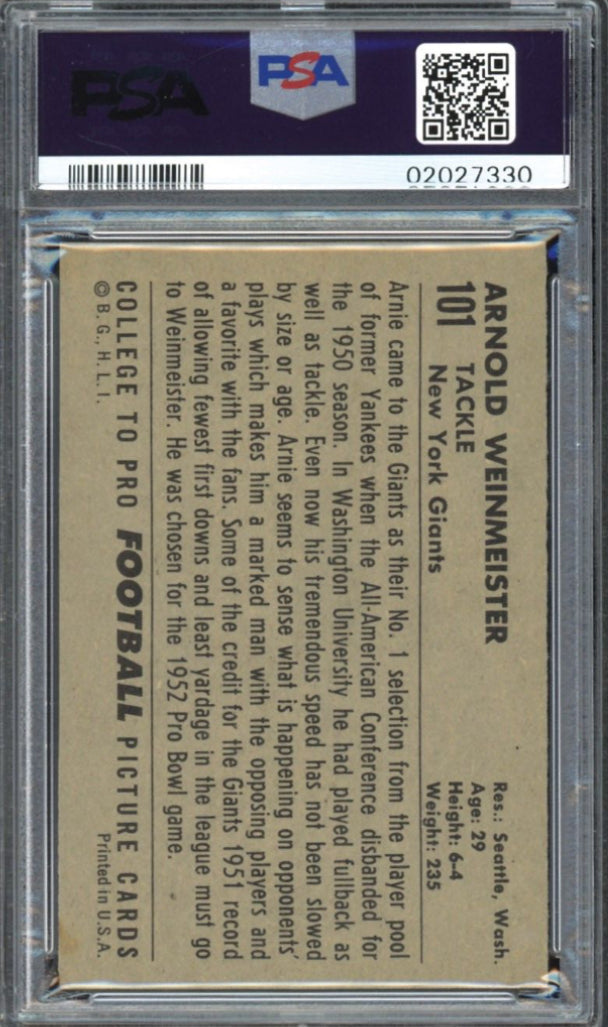 PSA
PSA
02027330
ARNOLD WEINMEISTER
101
TACKLE
New York Giants
Res.: Seattle, Wash.
Age: 29
Height: 6-4
Weight: 235
Arnie came to the Giants as their No. 1 selection from the player pool
of former Yankees when the All-American Conference disbanded for
the 1950 season. In Washington University he had played fullback as
well as tackle. Even now his tremendous speed has not been slowed
by size or age. Arnie seems to sense what is happening on opponents'
plays which makes him a marked man with the opposing players and
a favorite with the fans. Some of the credit for the Giants 1951 record
of allowing fewest first downs and least yardage in the league must go
to Weinmeister. He was chosen for the 1952 Pro Bowl game.
COLLEGE TO PRO FOOTBALL PICTURE CARDS
© B. G., H. L. I.
Printed in U.S.A.